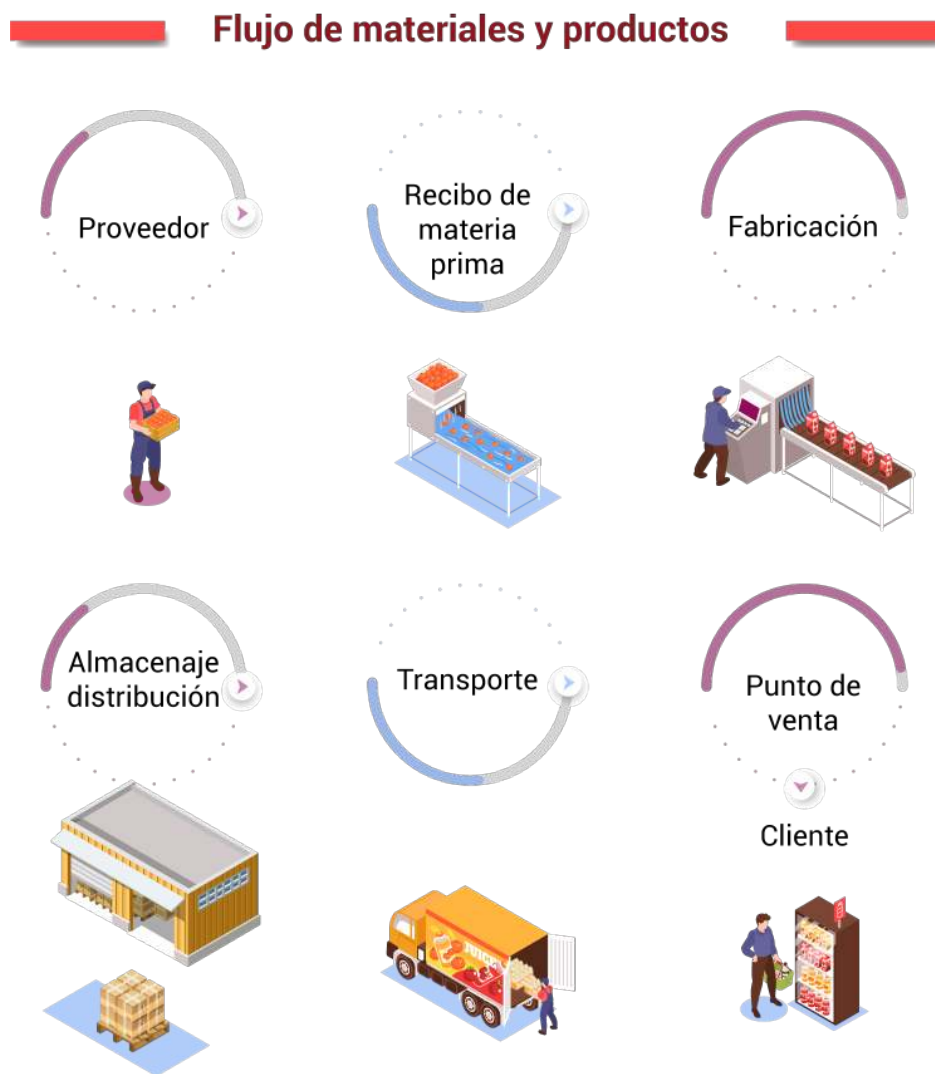 Flujo de materiales y productos
Proveedor
Recibo de
materia
prima
Fabricación
Almacenaje
distribución
Transporte
Punto de
venta
Cliente